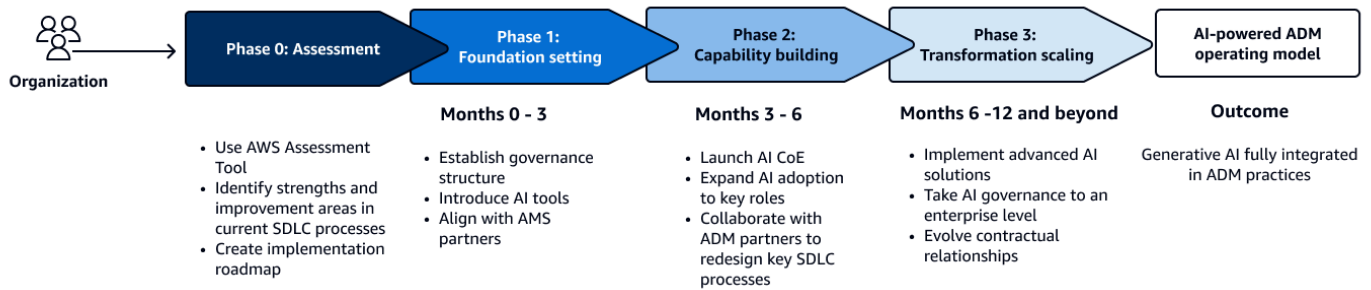 Organization
Phase 0: Assessment
Phase 1:
Foundation setting
Phase 2:
Capability building
Phase 3:
Transformation scaling
AI-powered ADM
operating model
Months 0 - 3
Months 3 - 6
Months 6 -12 and beyond
Outcome
• Use AWS Assessment
Tool
• Identify strengths and
improvement areas in
current SDLC processes
• Create implementation
roadmap
• Establish governance
structure
• Introduce AI tools
• Align with AMS
partners
• Launch AI CoE
• Expand AI adoption
to key roles
• Collaborate with
ADM partners to
redesign key SDLC
processes
• Implement advanced AI
solutions
• Take AI governance to an
enterprise level
• Evolve contractual
relationships
Generative AI fully integrated
in ADM practices